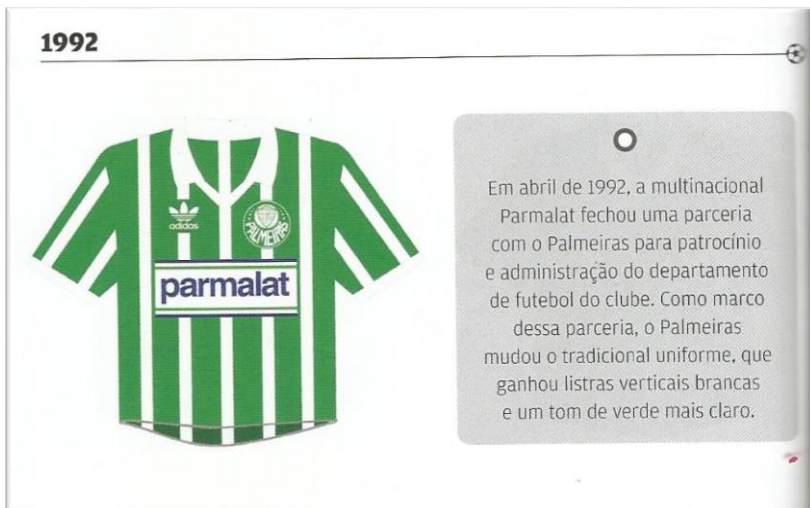 1992
adidas
PALMEIRAS
parmalat
Em abril de 1992, a multinacional
Parmalat fechou uma parceria
com o Palmeiras para patrocínio
e administração do departamento
de futebol do clube. Como marco
dessa parceria, o Palmeiras
mudou o tradicional uniforme, que
ganhou listras verticais brancas
e um tom de verde mais claro.